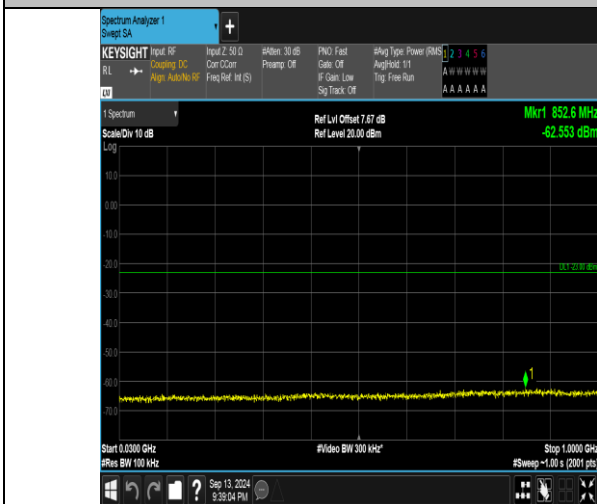 Spectrum Analyzer 1
Swept SA
+
KEYSIGHT
RL
Input: RF
Coupling: DC
Align: Auto/No RF
Input Z: 50 Ω
Corr CCorr
Freq Ref: Int (S)
#Atten: 30 dB
Preamp: Off
PNO: Fast
Gate: Off
IF Gain: Low
Sig Track: Off
#Avg Type: Power (RMS
Avg|Hold: 1/1
Trig: Free Run
1 2 3 4 5 6
A W W W W W
A A A A A A
1 Spectrum
Scale/Div 10 dB
Log
Ref Lvl Offset 7.67 dB
Ref Level 20.00 dBm
Mkr1 852.6 MHz
-62.553 dBm
10.0
0.00
-10.0
-20.0
DL1 -23.00 dBm
-30.0
-40.0
-50.0
-60.0
1
-70.0
Start 0.0300 GHz
#Res BW 100 kHz
#Video BW 300 kHz*
Stop 1.0000 GHz
#Sweep ~1.00 s (2001 pts)
?
Sep 13, 2024
9:39:04 PM